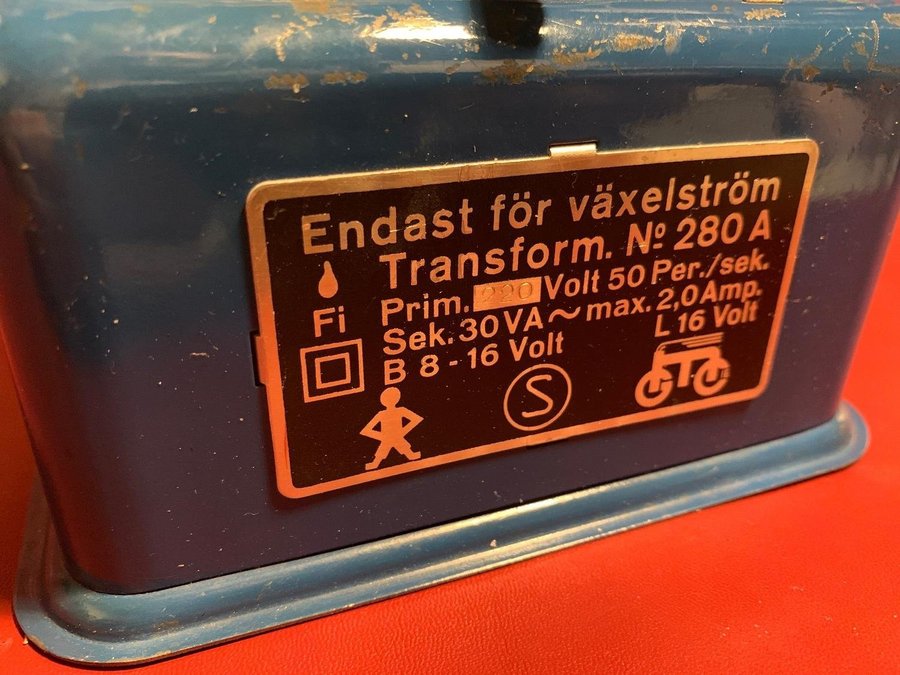 Endast för växelström
Transform. Nº 280 A
Prim. 220 Volt 50 Per./sek.
Sek. 30 VA ~ max. 2,0 Amp.
B 8 - 16 Volt
L 16 Volt
Fi
S